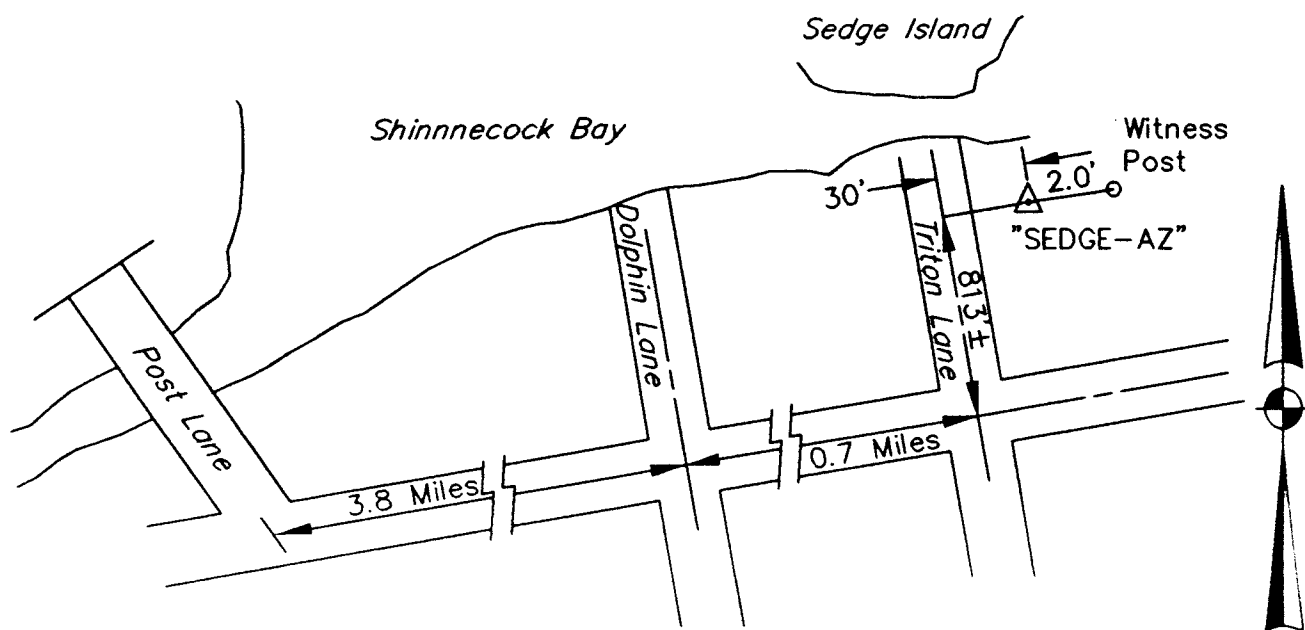 Sedge Island
Shinnnecock Bay
Witness
Post
30'
2.0'
"SEDGE-AZ"
Dolphin Lane
Triton Lane
813'±
Post Lane
3.8 Miles
0.7 Miles